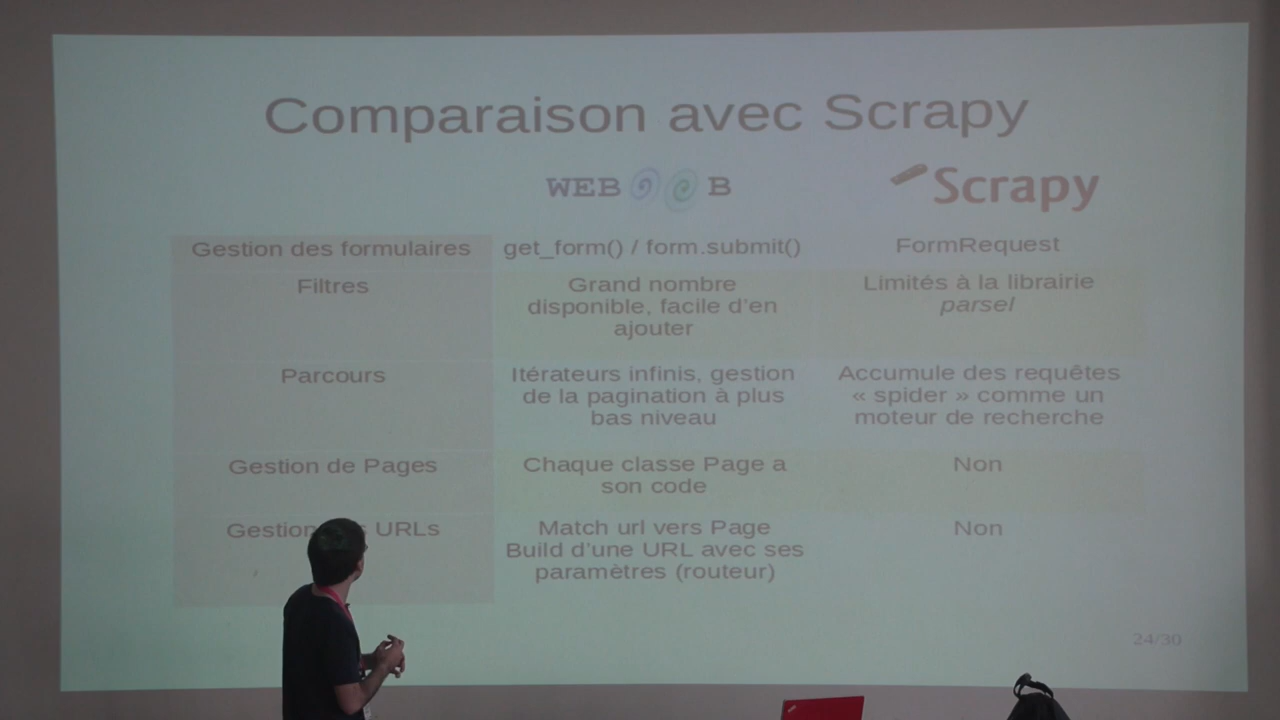 Comparaison avec Scrapy
WEB B
Scrapy
Gestion des formulaires
get_form() / form.submit()
FormRequest
Filtres
Grand nombre
disponible, facile d'en
ajouter
Limités à la librairie
parsel
Parcours
Itérateurs infinis, gestion
de la pagination à plus
bas niveau
Accumule des requêtes
« spider » comme un
moteur de recherche
Gestion de Pages
Chaque classe Page a
son code
Non
Gestion URLs
Match url vers Page
Build d'une URL avec ses
paramètres (routeur)
Non
24/30